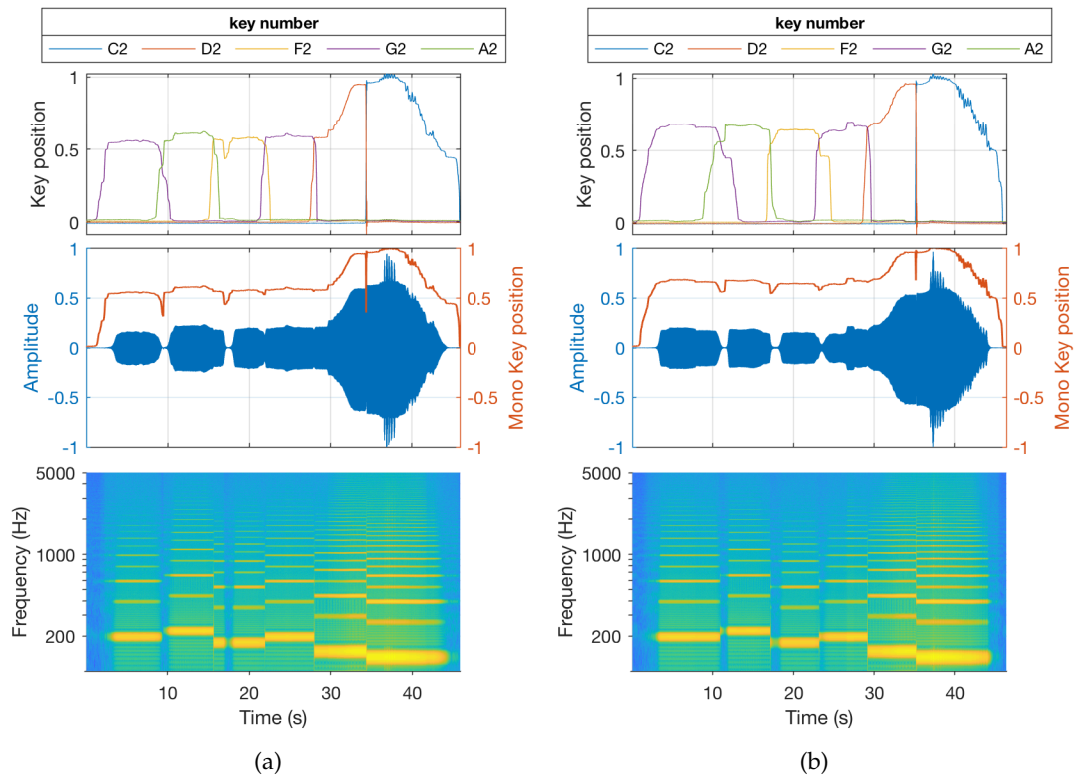 key number
C2 D2 F2 G2 A2
1
0.5
0
Key position
1
0.5
0
-0.5
-1
Amplitude
1
0.5
0
-0.5
-1
Mono Key position
5000
1000
200
Frequency (Hz)
10 20 30 40
Time (s)
(a)
key number
C2 D2 F2 G2 A2
1
0.5
0
Key position
1
0.5
0
-0.5
-1
Amplitude
1
0.5
0
-0.5
-1
Mono Key position
5000
1000
200
Frequency (Hz)
10 20 30 40
Time (s)
(b)